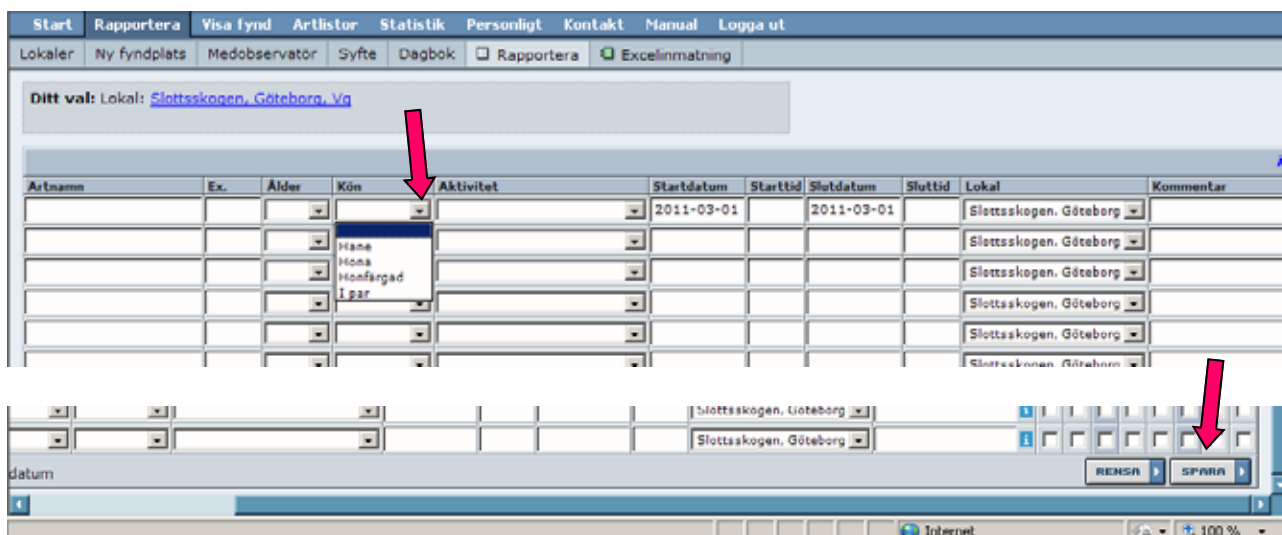 Start Rapportera Visa fynd Artlistor Statistik Personligt Kontakt Manual Logga ut
Lokaler Ny fyndplats Medobservatör Syfte Dagbok Rapportera Excelinmatning
Ditt val: Lokal: Slottsskogen, Göteborg, Vg
Artnamn Ex. Ålder Kön Aktivitet Startdatum Starttid Slutdatum Sluttid Lokal Kommentar
2011-03-01 2011-03-01 Slottsskogen, Göteborg
Slottsskogen, Göteborg
Hane
Hona
Slottsskogen, Göteborg
Honfärgad
I par
Slottsskogen, Göteborg
Slottsskogen, Göteborg
Slottsskogen, Göteborg
Slottsskogen, Göteborg
Slottsskogen, Göteborg
datum RENSA SPARA
Internet 100 %